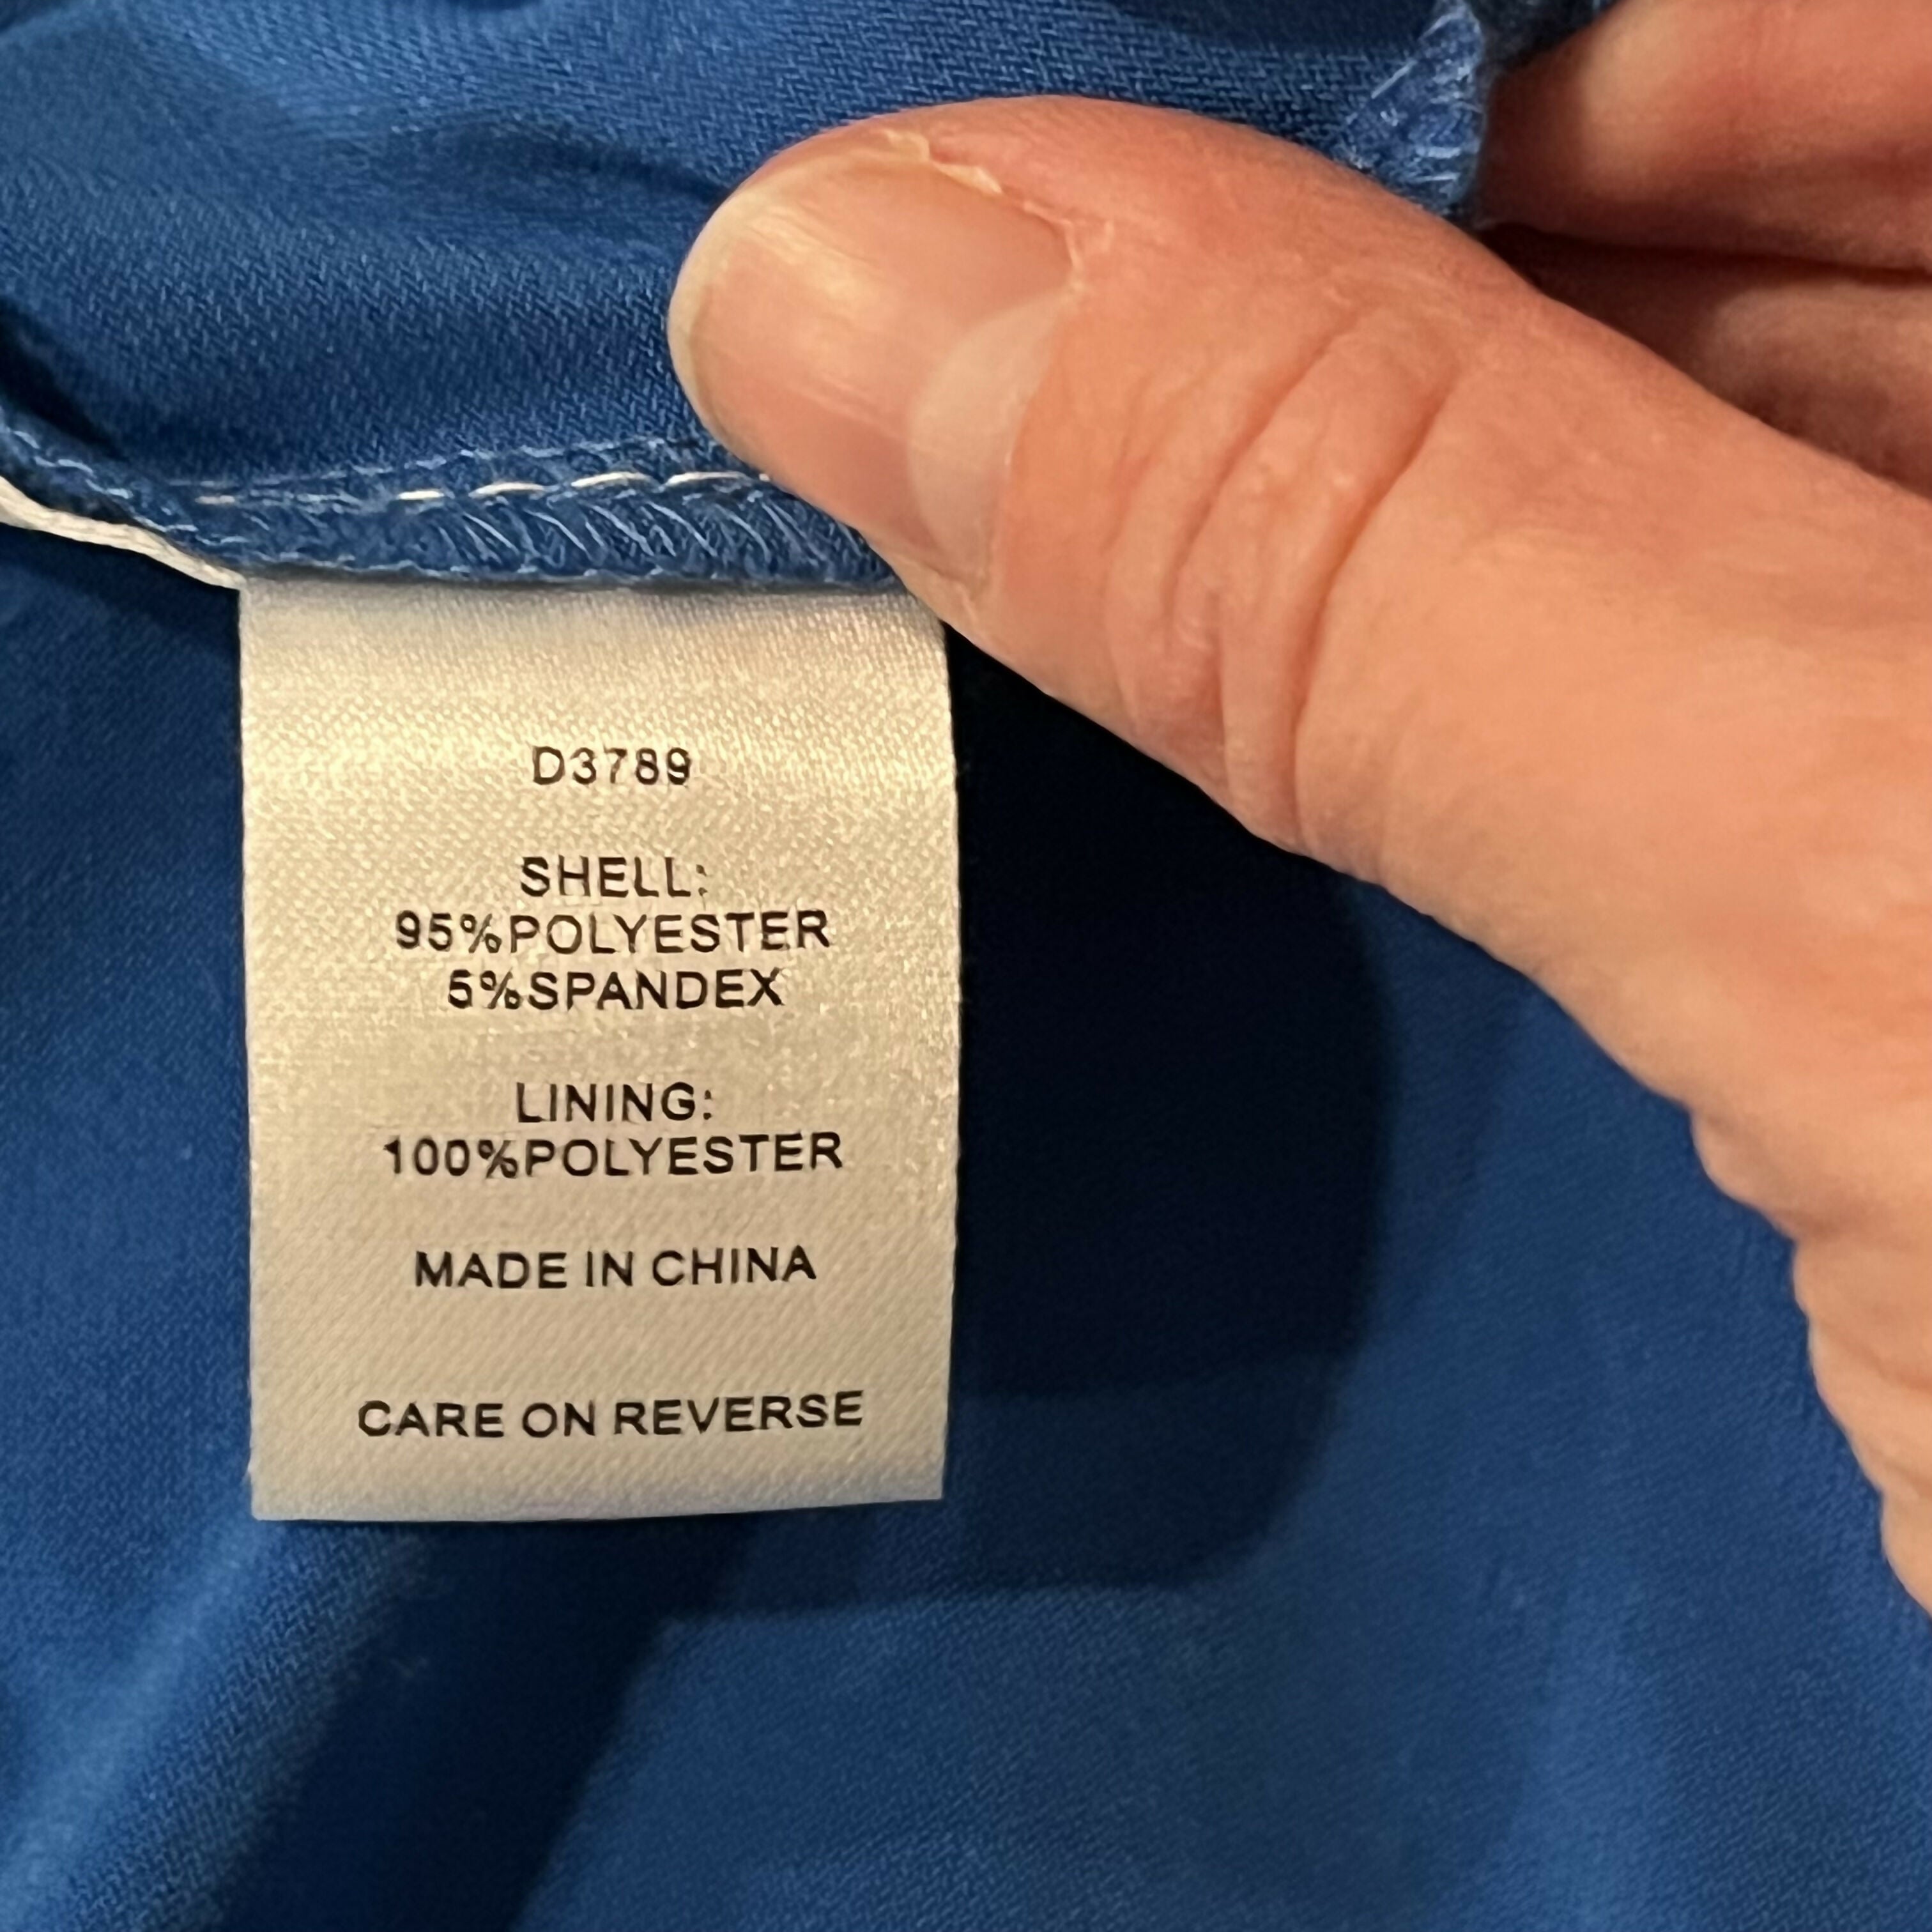 D3789
SHELL:
95%POLYESTER
5%SPANDEX
LINING:
100%POLYESTER
MADE IN CHINA
CARE ON REVERSE